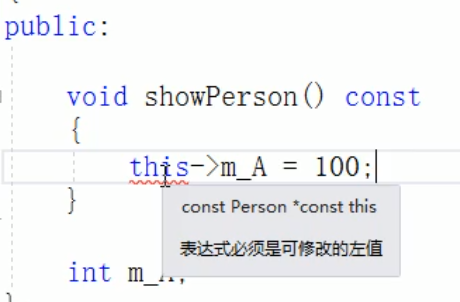 {
public:
void showPerson() const
{
this->m_A = 100;
}
const Person *const this
表达式必须是可修改的左值
int m_A;